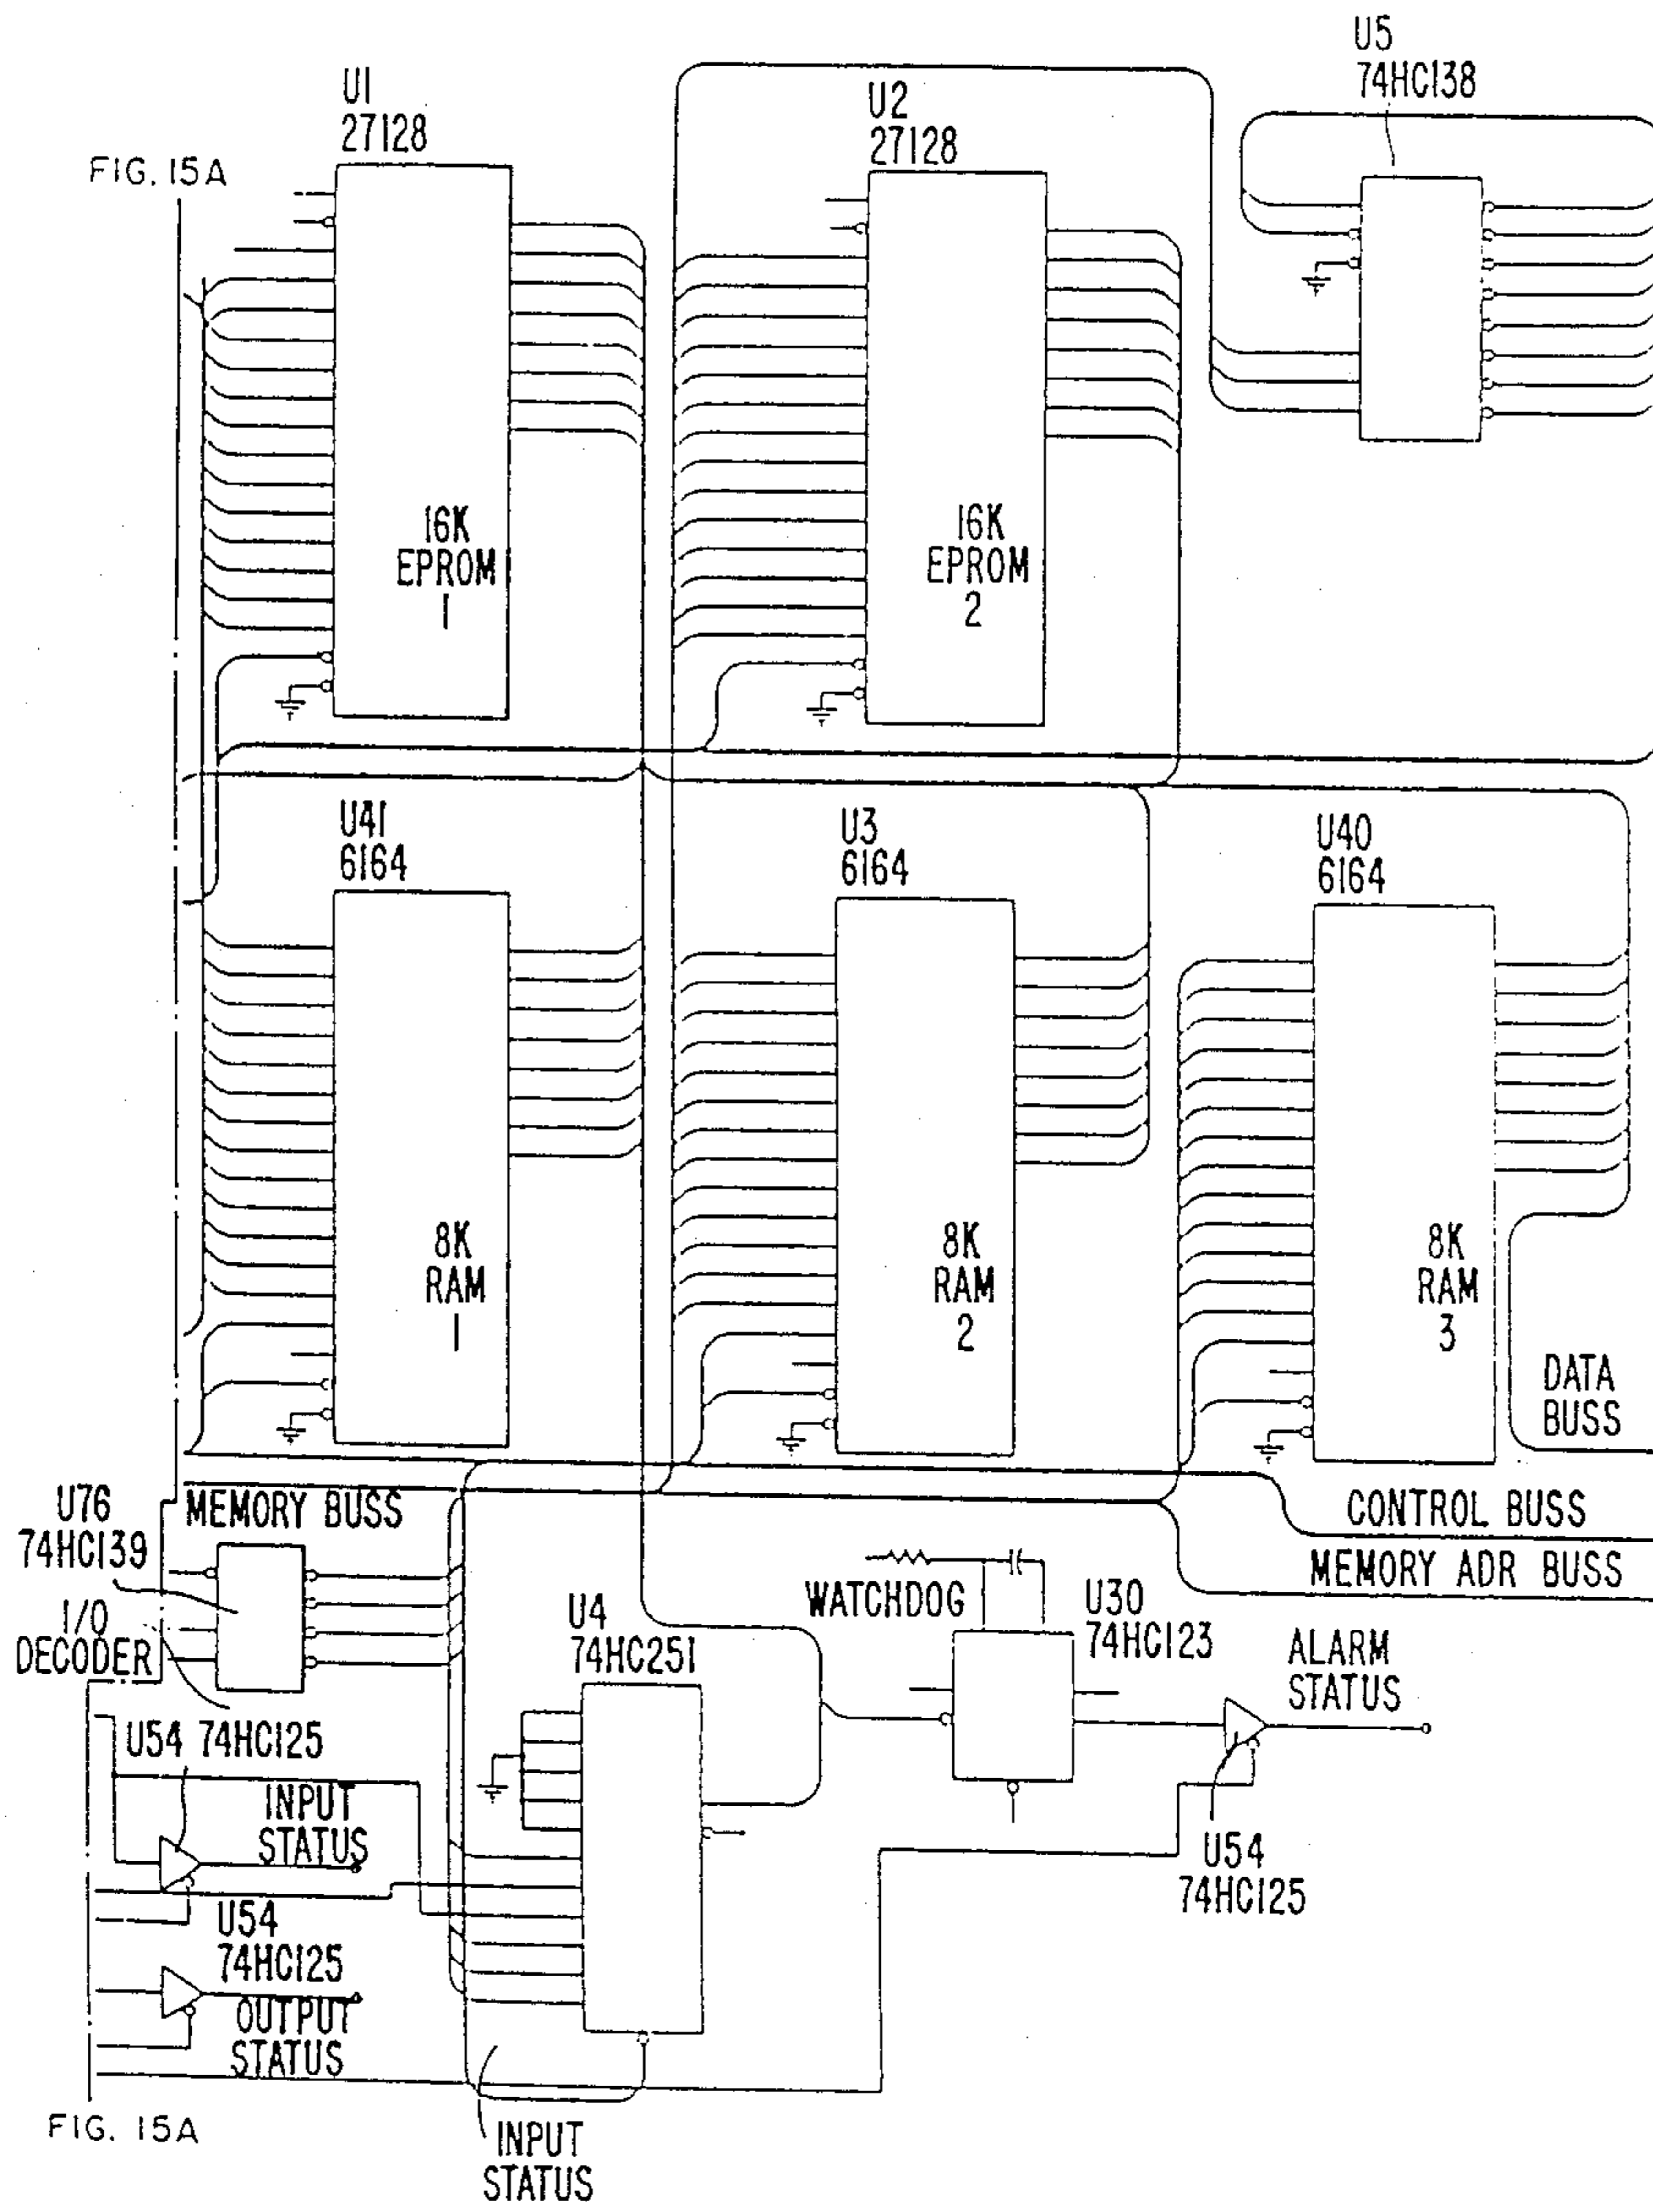 U5
74HC138
U1
27128
U2
27128
FIG. 15A
16K
EPROM
1
16K
EPROM
2
U41
6164
U3
6164
U40
6164
8K
RAM
1
8K
RAM
2
8K
RAM
3
DATA
BUSS
U76
74HC139
MEMORY BUSS
CONTROL BUSS
MEMORY ADR BUSS
I/O
DECODER
U4
74HC251
WATCHDOG
U30
74HC123
ALARM
STATUS
U54 74HC125
INPUT
STATUS
U54
74HC125
U54
74HC125
OUTPUT
STATUS
FIG. 15A
INPUT
STATUS